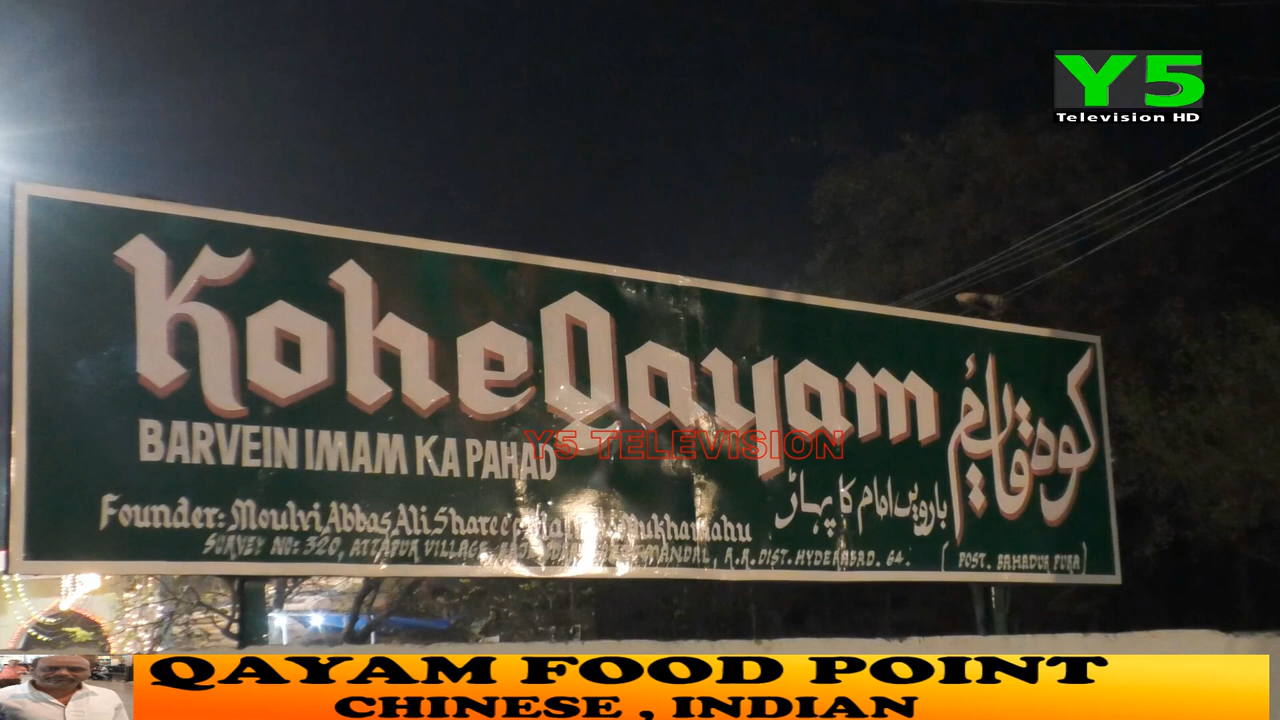 Y5
Television HD
KoheQayam
کوہ قائم
BARVEIN IMAM KA PAHAD
Y5 TELEVISION
بارویں امام کا پہاڑ
Founder: Moulvi Abbas Ali Shareef
SURVEY NO: 320, ATTAPUR VILLAGE, MANDAL, R.R.DIST. HYDERABAD. 64.
[ POST. BAHADUR PURA ]
QAYAM FOOD POINT
CHINESE , INDIAN